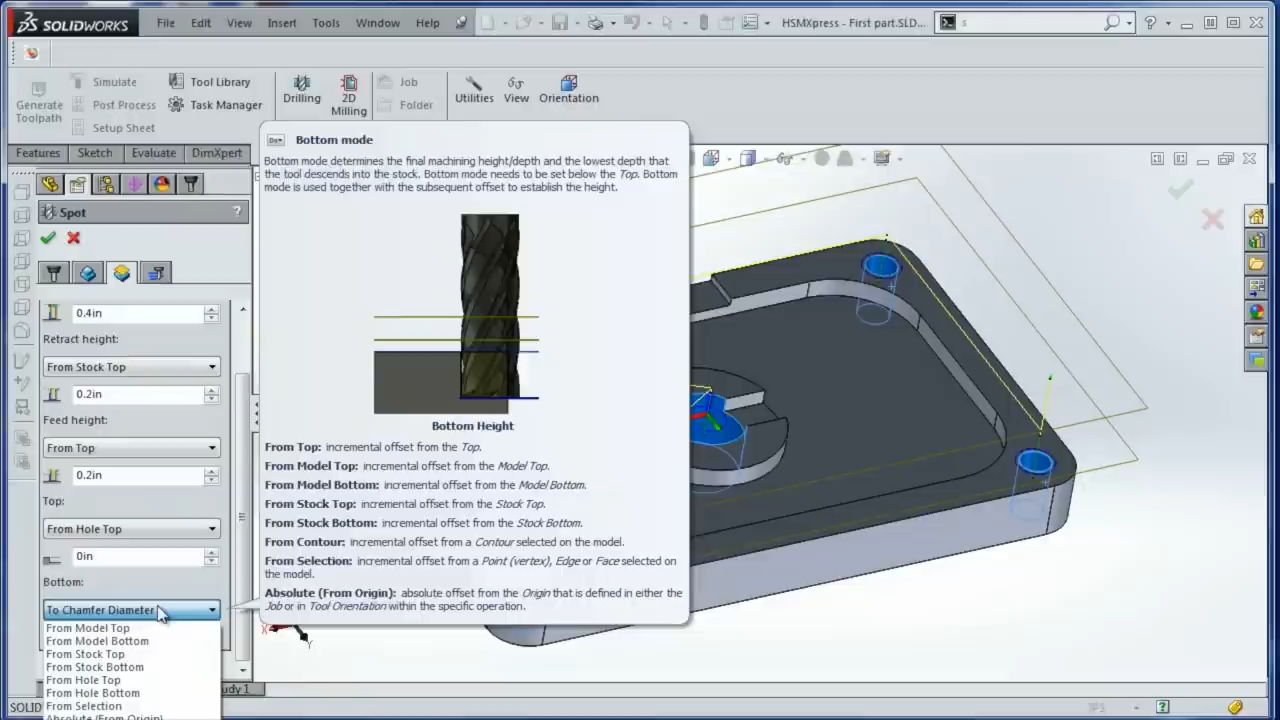 SOLIDWORKS File Edit View Insert Tools Window Help HSMXpress - First part.SLD... s
Generate Toolpath
Simulate
Post Process
Setup Sheet
Tool Library
Task Manager
Drilling
2D Milling
Job
Folder
Utilities
View
Orientation
Features Sketch Evaluate DimXpert
Spot ?
0.4in
Retract height:
From Stock Top
0.2in
Feed height:
From Top
0.2in
Top:
From Hole Top
0in
Bottom:
To Chamfer Diameter
From Model Top
From Model Bottom
From Stock Top
From Stock Bottom
From Hole Top
From Hole Bottom
From Selection
Absolute (From Origin)
Bottom mode
Bottom mode determines the final machining height/depth and the lowest depth that
the tool descends into the stock. Bottom mode needs to be set below the Top. Bottom
mode is used together with the subsequent offset to establish the height.
Bottom Height
From Top: incremental offset from the Top.
From Model Top: incremental offset from the Model Top.
From Model Bottom: incremental offset from the Model Bottom.
From Stock Top: incremental offset from the Stock Top.
From Stock Bottom: incremental offset from the Stock Bottom.
From Contour: incremental offset from a Contour selected on the model.
From Selection: incremental offset from a Point (vertex), Edge or Face selected on
the model.
Absolute (From Origin): absolute offset from the Origin that is defined in either the
Job or in Tool Orientation within the specific operation.
X Y
udy 1
SOLID
IPS